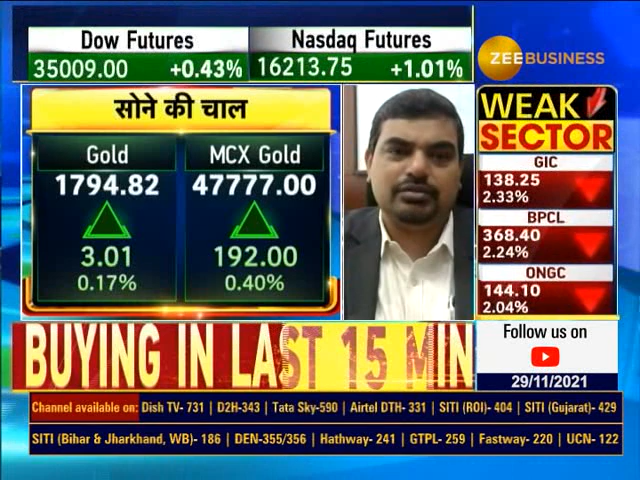 Dow Futures
35009.00 +0.43%
Nasdaq Futures
16213.75 +1.01%
ZEE BUSINESS
सोने की चाल
Gold
1794.82
3.01
0.17%
MCX Gold
47777.00
192.00
0.40%
WEAK
SECTOR
GIC
138.25
2.33%
BPCL
368.40
2.24%
ONGC
144.10
2.04%
BUYING IN LAST 15 MIN
Follow us on
29/11/2021
Channel available on: Dish TV- 731 | D2H-343 | Tata Sky-590 | Airtel DTH- 331 | SITI (ROI)- 404 | SITI (Gujarat)- 429
SITI (Bihar & Jharkhand, WB)- 186 | DEN-355/356 | Hathway- 241 | GTPL- 259 | Fastway- 220 | UCN- 122